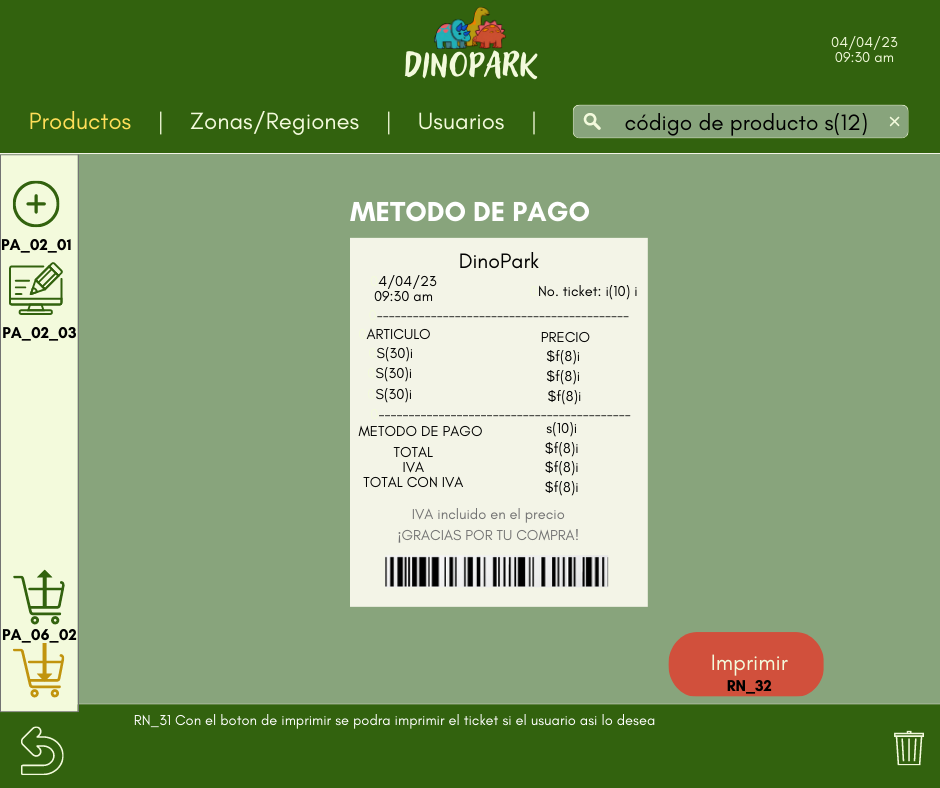 DINOPARK
04/04/23
09:30 am
Productos | Zonas/Regiones | Usuarios |
código de producto s(12) ×
PA_02_01
PA_02_03
METODO DE PAGO
DinoPark
4/04/23
09:30 am
No. ticket: i(10) i
------------------------------------------
ARTICULO PRECIO
S(30)i $f(8)i
S(30)i $f(8)i
S(30)i $f(8)i
------------------------------------------
METODO DE PAGO s(10)i
TOTAL $f(8)i
IVA $f(8)i
TOTAL CON IVA $f(8)i
IVA incluido en el precio
¡GRACIAS POR TU COMPRA!
PA_06_02
Imprimir
RN_32
RN_31 Con el boton de imprimir se podra imprimir el ticket si el usuario asi lo desea